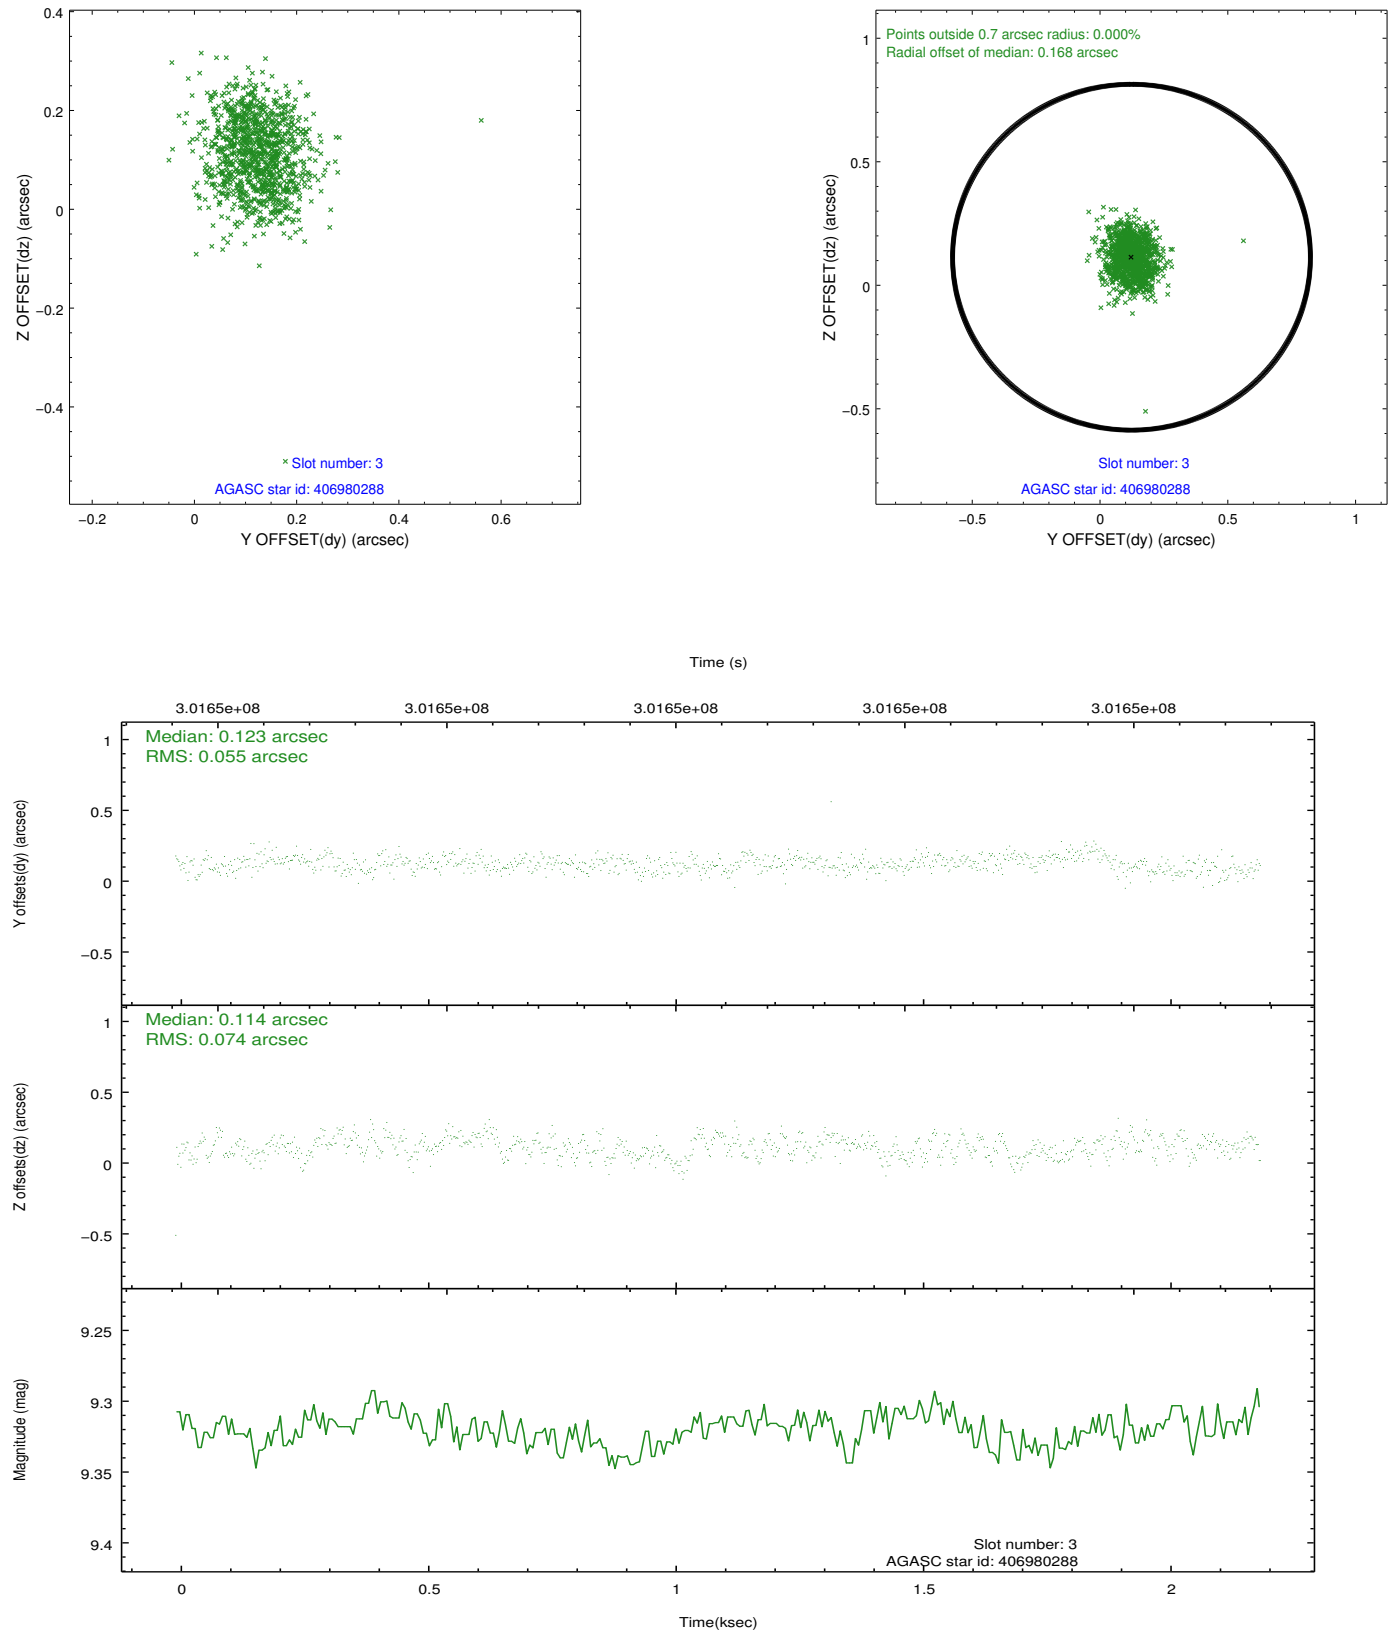 0.4
0.2
0
−0.2
−0.4
Z OFFSET(dz) (arcsec)
Slot number: 3
AGASC star id: 406980288
−0.2 0 0.2 0.4 0.6
Y OFFSET(dy) (arcsec)
Points outside 0.7 arcsec radius: 0.000%
Radial offset of median: 0.168 arcsec
1
0.5
0
−0.5
Z OFFSET(dz) (arcsec)
Slot number: 3
AGASC star id: 406980288
−0.5 0 0.5 1
Y OFFSET(dy) (arcsec)
Time (s)
3.0165e+08 3.0165e+08 3.0165e+08 3.0165e+08 3.0165e+08
Median: 0.123 arcsec
RMS: 0.055 arcsec
1
0.5
0
−0.5
Y offsets(dy) (arcsec)
Median: 0.114 arcsec
RMS: 0.074 arcsec
1
0.5
0
−0.5
Z offsets(dz) (arcsec)
9.25
9.3
9.35
9.4
Magnitude (mag)
Slot number: 3
AGASC star id: 406980288
0 0.5 1 1.5 2
Time(ksec)